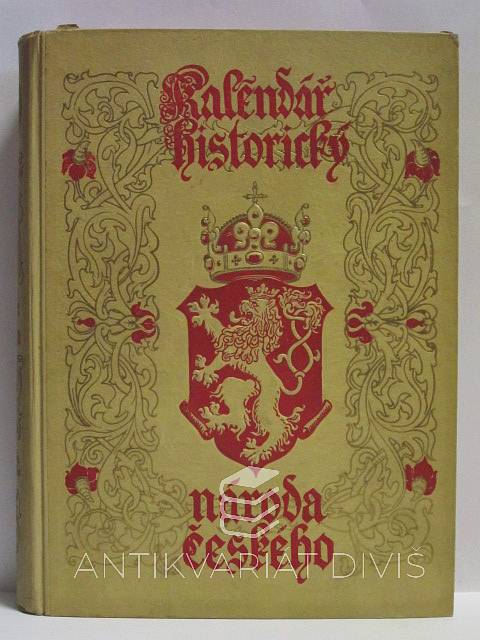 Kalendář
historický
národa
českého
ANTIKVARIÁT DIVIŠ